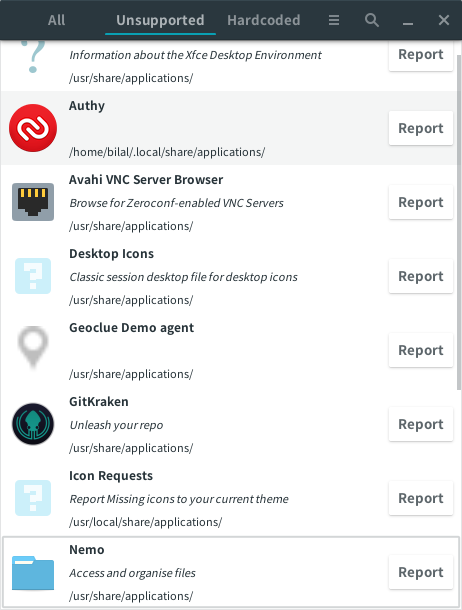 All Unsupported Hardcoded
Information about the Xfce Desktop Environment
/usr/share/applications/
Report
Authy
/home/bilal/.local/share/applications/
Report
Avahi VNC Server Browser
Browse for Zeroconf-enabled VNC Servers
/usr/share/applications/
Report
Desktop Icons
Classic session desktop file for desktop icons
/usr/share/applications/
Report
Geoclue Demo agent
/usr/share/applications/
Report
GitKraken
Unleash your repo
/usr/share/applications/
Report
Icon Requests
Report Missing icons to your current theme
/usr/local/share/applications/
Report
Nemo
Access and organise files
/usr/share/applications/
Report